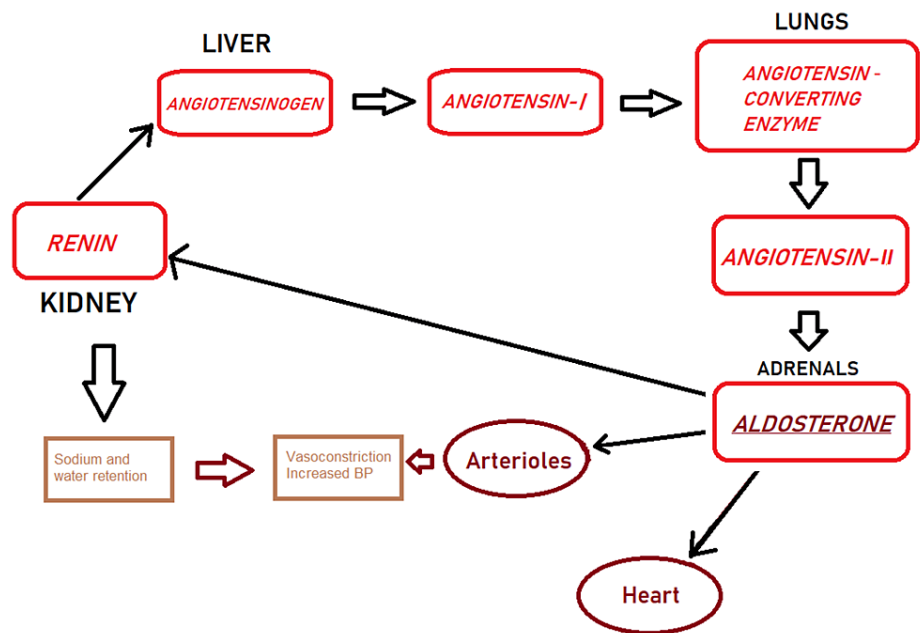 LIVER
LUNGS
ANGIOTENSINOGEN
ANGIOTENSIN-I
ANGIOTENSIN -
CONVERTING
ENZYME
RENIN
KIDNEY
ANGIOTENSIN-II
ADRENALS
ALDOSTERONE
Sodium and
water retention
Vasoconstriction
Increased BP
Arterioles
Heart